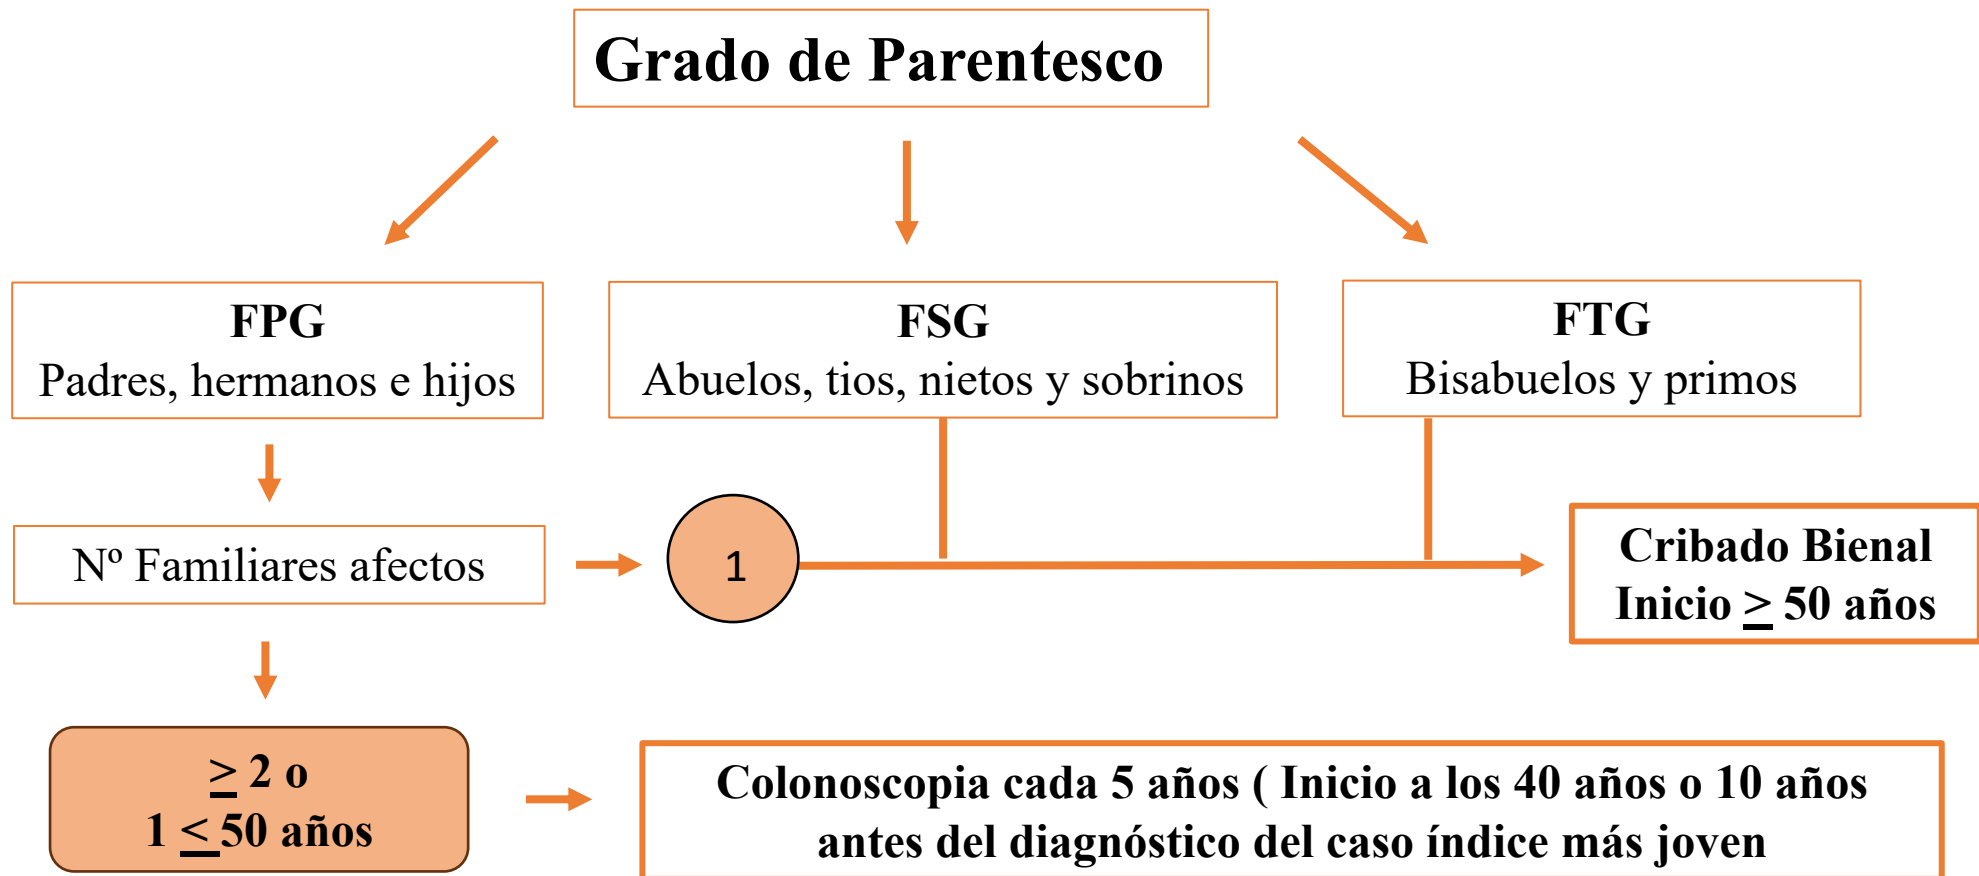 Grado de Parentesco
FPG
Padres, hermanos e hijos
FSG
Abuelos, tios, nietos y sobrinos
FTG
Bisabuelos y primos
Nº Familiares afectos
1
Cribado Bienal
Inicio ≥ 50 años
≥ 2 o
1 ≤ 50 años
Colonoscopia cada 5 años ( Inicio a los 40 años o 10 años
antes del diagnóstico del caso índice más joven